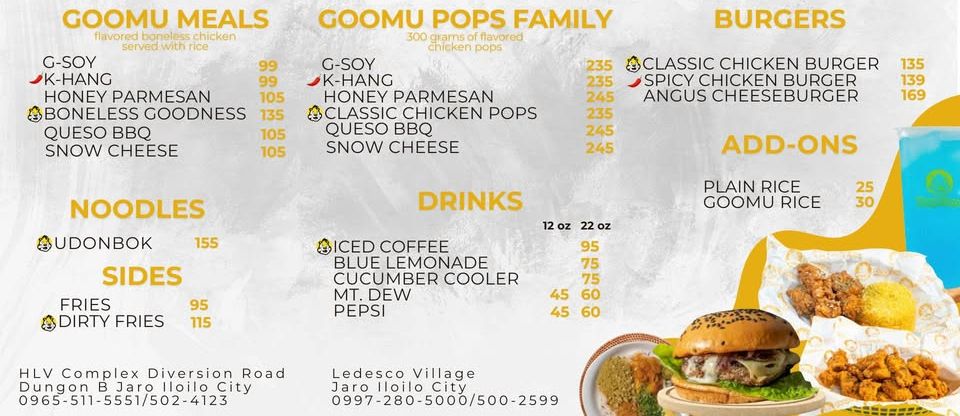 GOOMU MEALS
flavored boneless chicken
served with rice
G-SOY 99
K-HANG 99
HONEY PARMESAN 105
BONELESS GOODNESS 135
QUESO BBQ 105
SNOW CHEESE 105
NOODLES
UDONBOK 155
SIDES
FRIES 95
DIRTY FRIES 115
GOOMU POPS FAMILY
300 grams of flavored
chicken pops
G-SOY 235
K-HANG 235
HONEY PARMESAN 245
CLASSIC CHICKEN POPS 235
QUESO BBQ 245
SNOW CHEESE 245
DRINKS
12 oz 22 oz
ICED COFFEE 95
BLUE LEMONADE 75
CUCUMBER COOLER 75
MT. DEW 45 60
PEPSI 45 60
BURGERS
CLASSIC CHICKEN BURGER 135
SPICY CHICKEN BURGER 139
ANGUS CHEESEBURGER 169
ADD-ONS
PLAIN RICE 25
GOOMU RICE 30
HLV Complex Diversion Road
Dungon B Jaro Iloilo City
0965-511-5551/502-4123
Ledesco Village
Jaro Iloilo City
0997-280-5000/500-2599